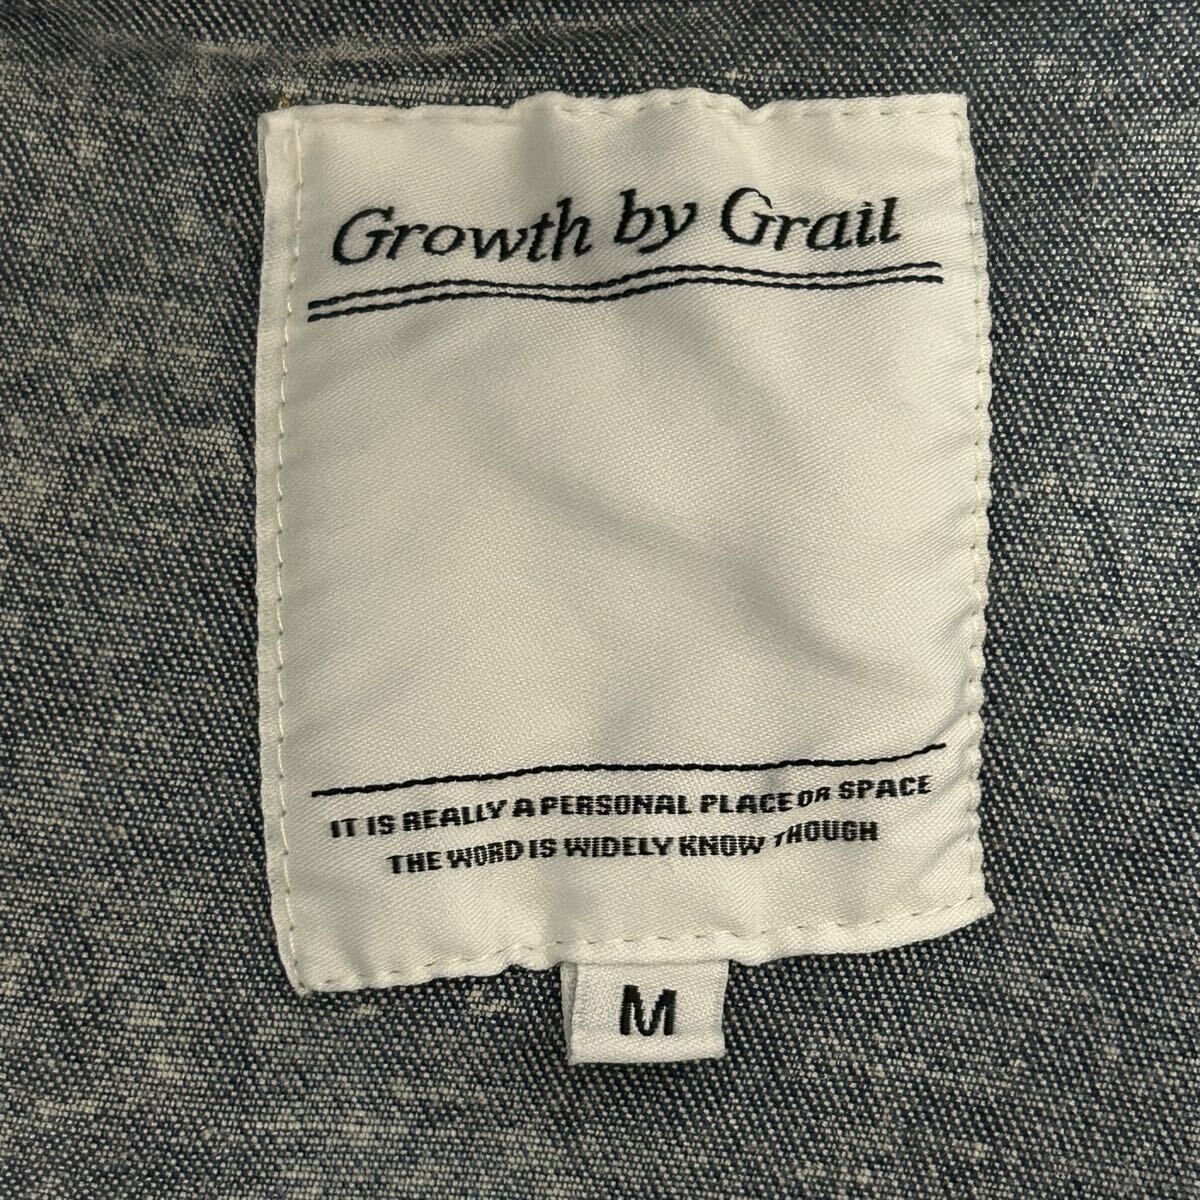 Growth by Grail
IT IS REALLY A PERSONAL PLACE OR SPACE
THE WORD IS WIDELY KNOW THOUGH
M